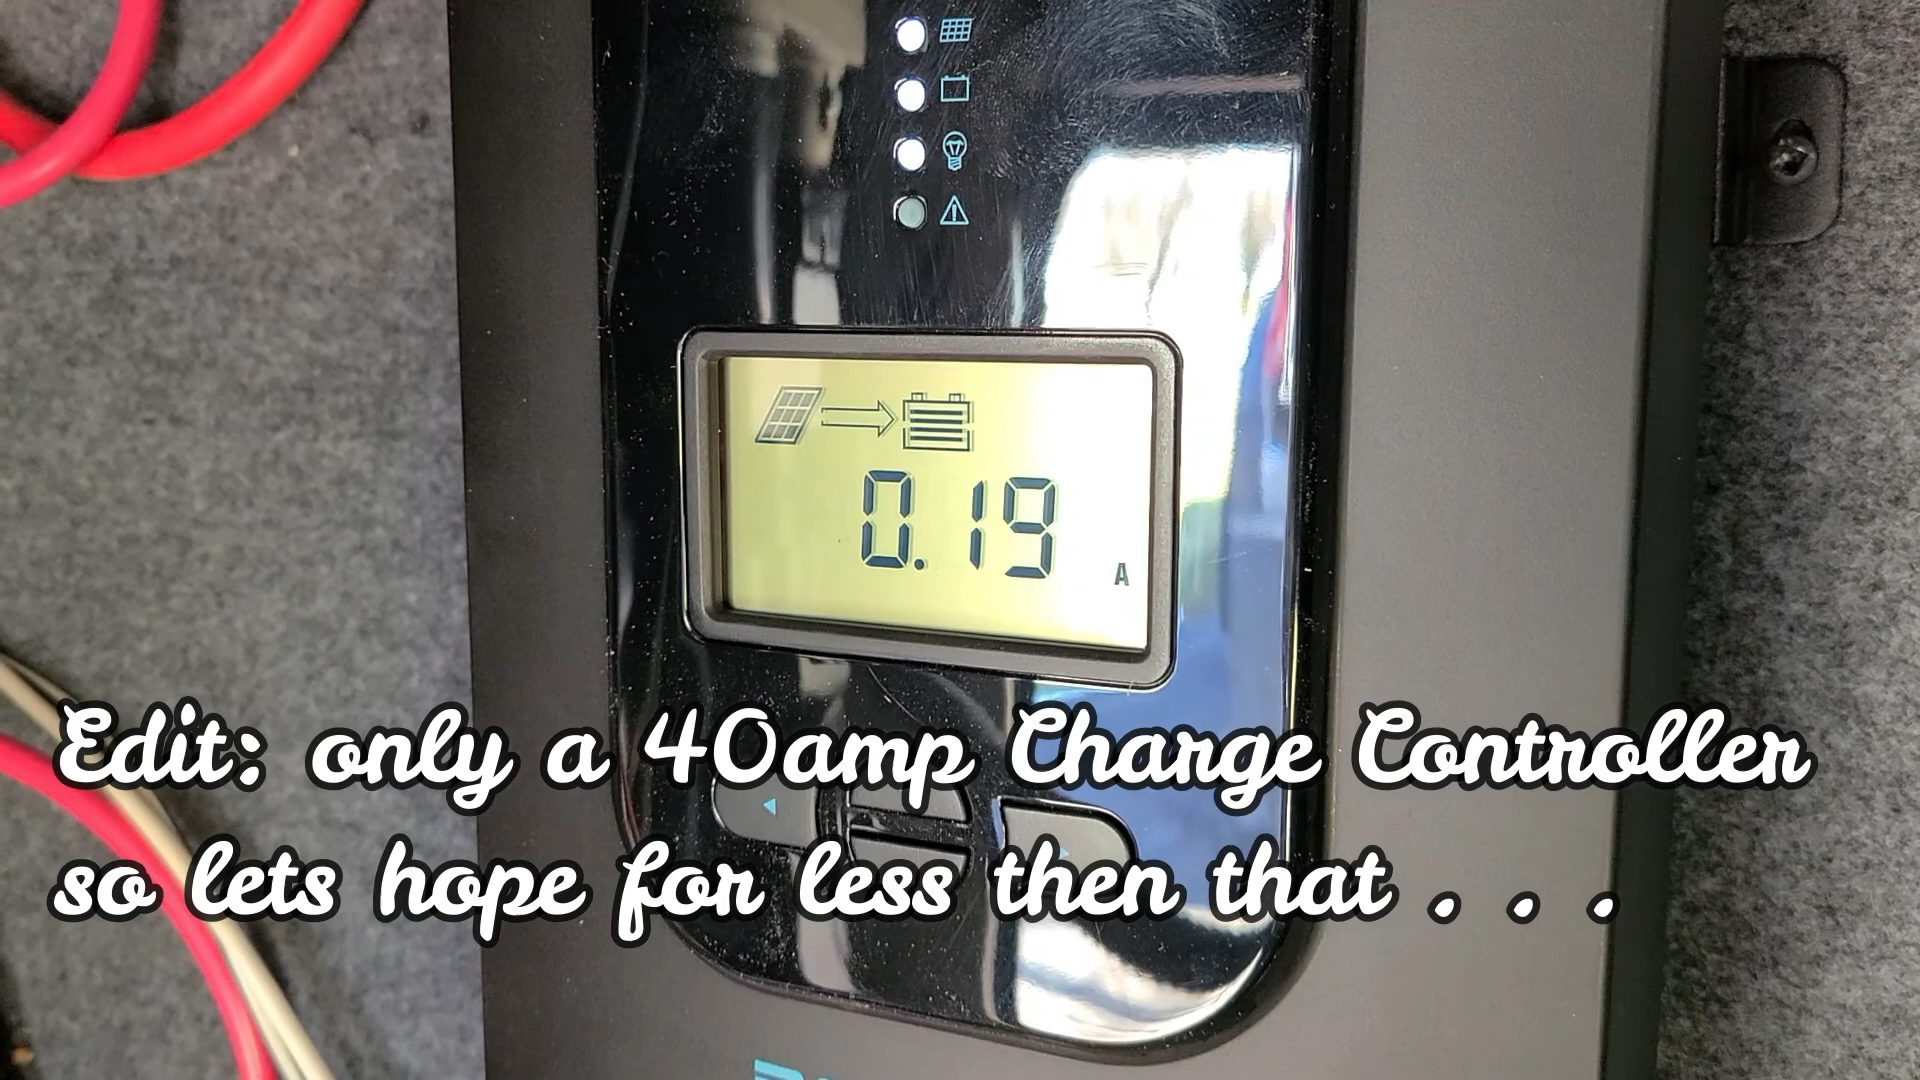 0.19
A
Edit: only a 40amp Charge Controller
so lets hope for less then that . . .